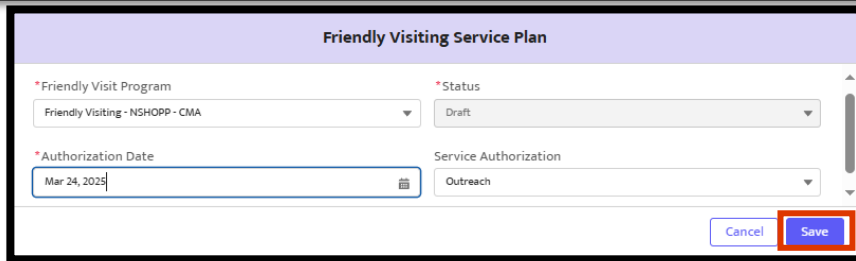 Friendly Visiting Service Plan
*Friendly Visit Program
*Status
Friendly Visiting - NSHOPP - CMA
Draft
*Authorization Date
Service Authorization
Mar 24, 2025
Outreach
Cancel
Save